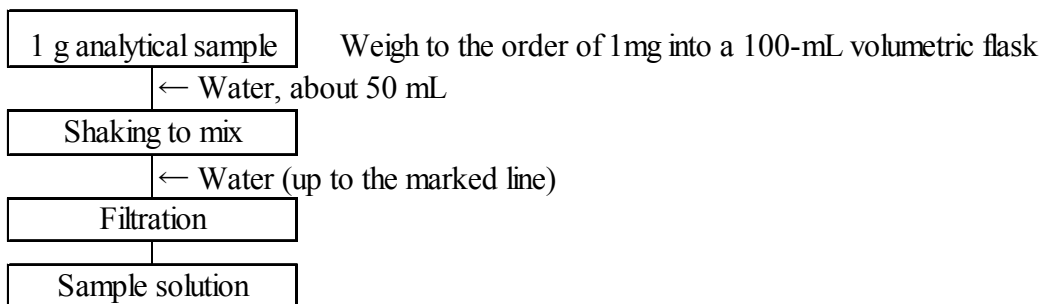 1 g analytical sample Weigh to the order of 1mg into a 100-mL volumetric flask
← Water, about 50 mL
Shaking to mix
← Water (up to the marked line)
Filtration
Sample solution